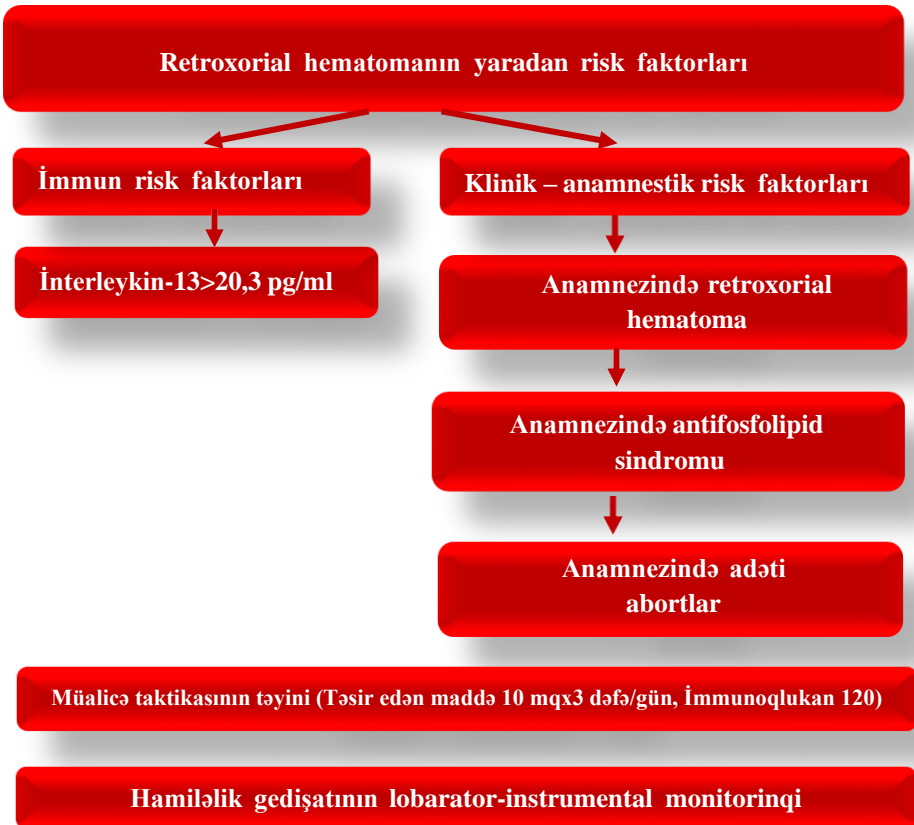 Retroxorial hematomanın yaradan risk faktorları
İmmun risk faktorları
İnterleykin-13>20,3 pg/ml
Klinik – anamnestik risk faktorları
Anamnezində retroxorial
hematoma
Anamnezində antifosfolipid
sindromu
Anamnezində adəti
abortlar
Müalicə taktikasının təyini (Təsir edən maddə 10 mqx3 dəfə/gün, İmmunoqlukan 120)
Hamiləlik gedişatının lobarator-instrumental monitorinqi